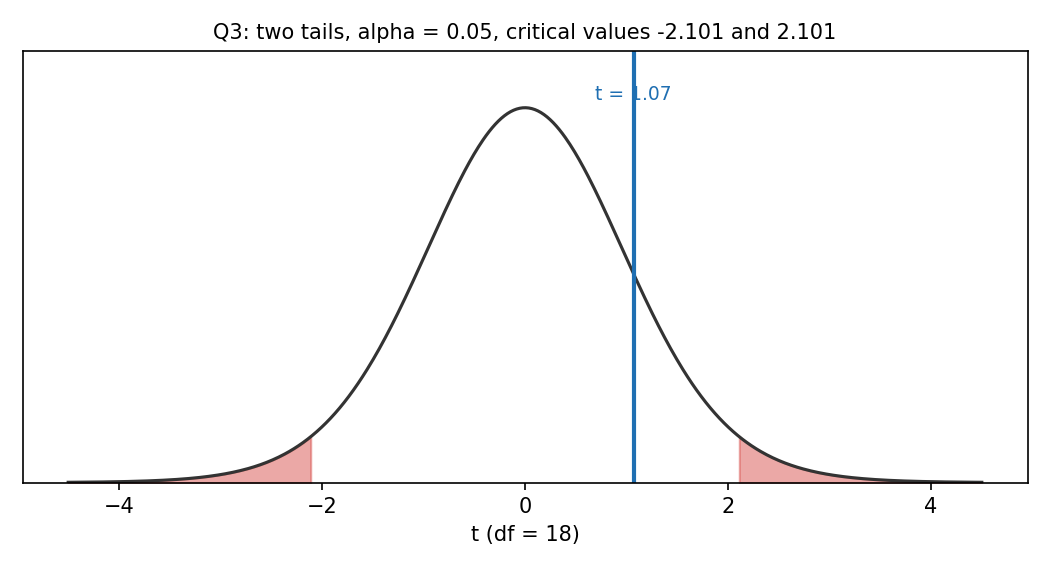 Q3: two tails, alpha = 0.05, critical values -2.101 and 2.101
t = 1.07
−4 −2 0 2 4
t (df = 18)